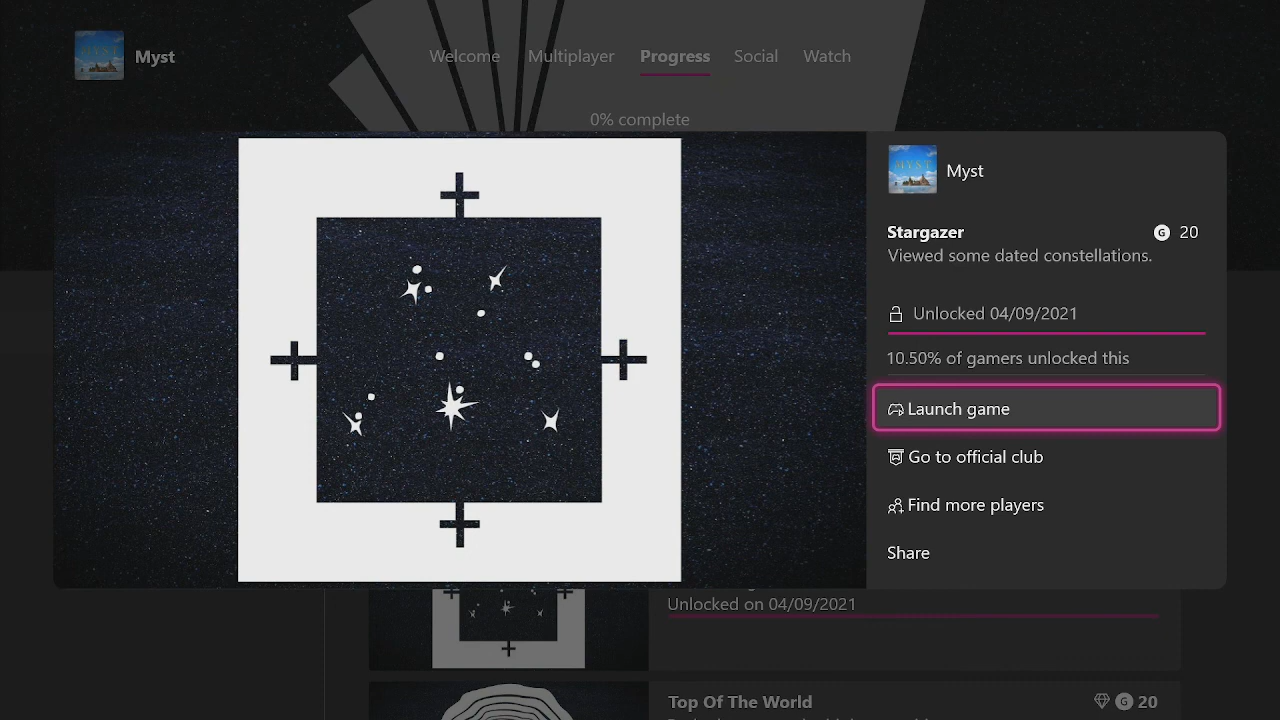 Myst
Welcome Multiplayer Progress Social Watch
0% complete
MYST
Myst
Stargazer G 20
Viewed some dated constellations.
Unlocked 04/09/2021
10.50% of gamers unlocked this
Launch game
Go to official club
Find more players
Share
Unlocked on 04/09/2021
Top Of The World G 20